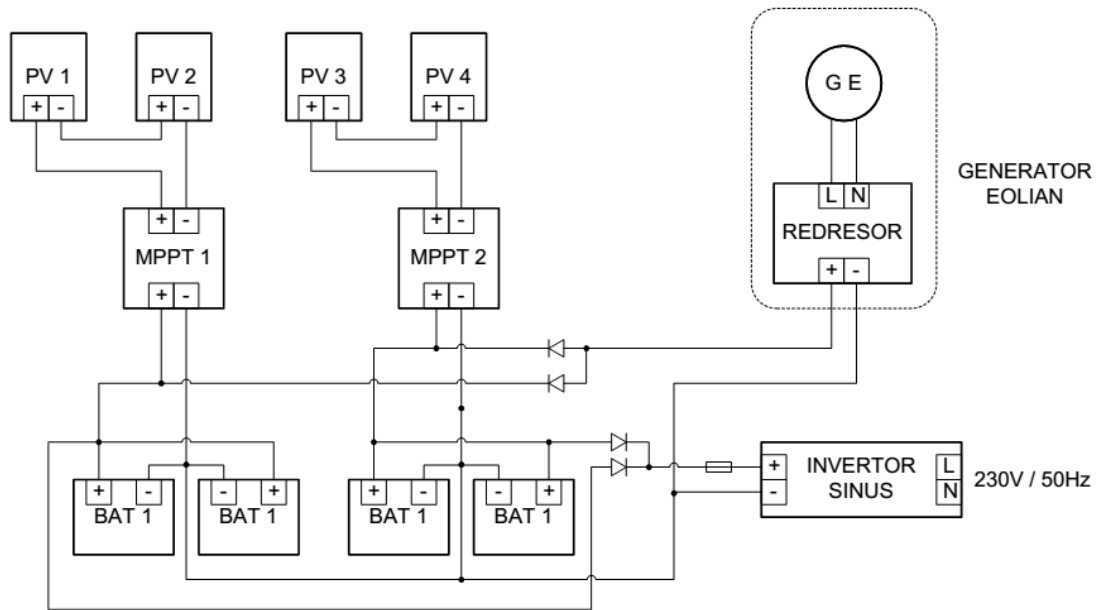 PV 1
+ -
PV 2
+ -
PV 3
+ -
PV 4
+ -
G E
L N
REDRESOR
+ -
GENERATOR
EOLIAN
+ -
MPPT 1
+ -
+ -
MPPT 2
+ -
+ -
BAT 1
- +
BAT 1
+ -
BAT 1
- +
BAT 1
+
-
INVERTOR
SINUS
L
N
230V / 50Hz